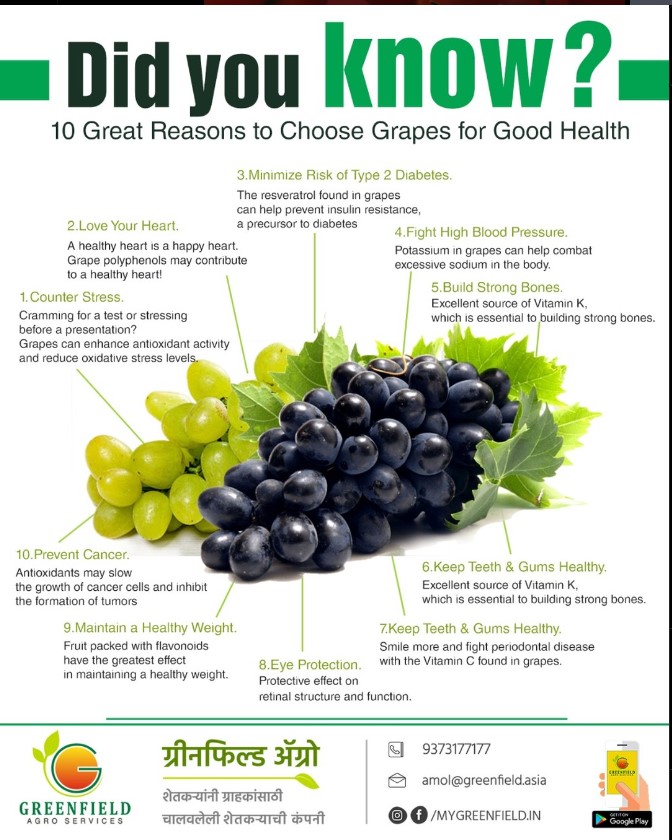 Did you know?
10 Great Reasons to Choose Grapes for Good Health
3.Minimize Risk of Type 2 Diabetes.
The resveratrol found in grapes
can help prevent insulin resistance,
a precursor to diabetes
2.Love Your Heart.
A healthy heart is a happy heart.
Grape polyphenols may contribute
to a healthy heart!
4.Fight High Blood Pressure.
Potassium in grapes can help combat
excessive sodium in the body.
1.Counter Stress.
Cramming for a test or stressing
before a presentation?
Grapes can enhance antioxidant activity
and reduce oxidative stress levels.
5.Build Strong Bones.
Excellent source of Vitamin K,
which is essential to building strong bones.
10.Prevent Cancer.
Antioxidants may slow
the growth of cancer cells and inhibit
the formation of tumors
6.Keep Teeth & Gums Healthy.
Excellent source of Vitamin K,
which is essential to building strong bones.
9.Maintain a Healthy Weight.
Fruit packed with flavonoids
have the greatest effect
in maintaining a healthy weight.
7.Keep Teeth & Gums Healthy.
Smile more and fight periodontal disease
with the Vitamin C found in grapes.
8.Eye Protection.
Protective effect on
retinal structure and function.
GREENFIELD
AGRO SERVICES
ग्रीनफिल्ड ॲग्रो
शेतकऱ्यांनी ग्राहकांसाठी
चालवलेली शेतकऱ्याची कंपनी
9373177177
amol@greenfield.asia
/MYGREENFIELD.IN
GREENFIELD
GET IT ON
Google Play